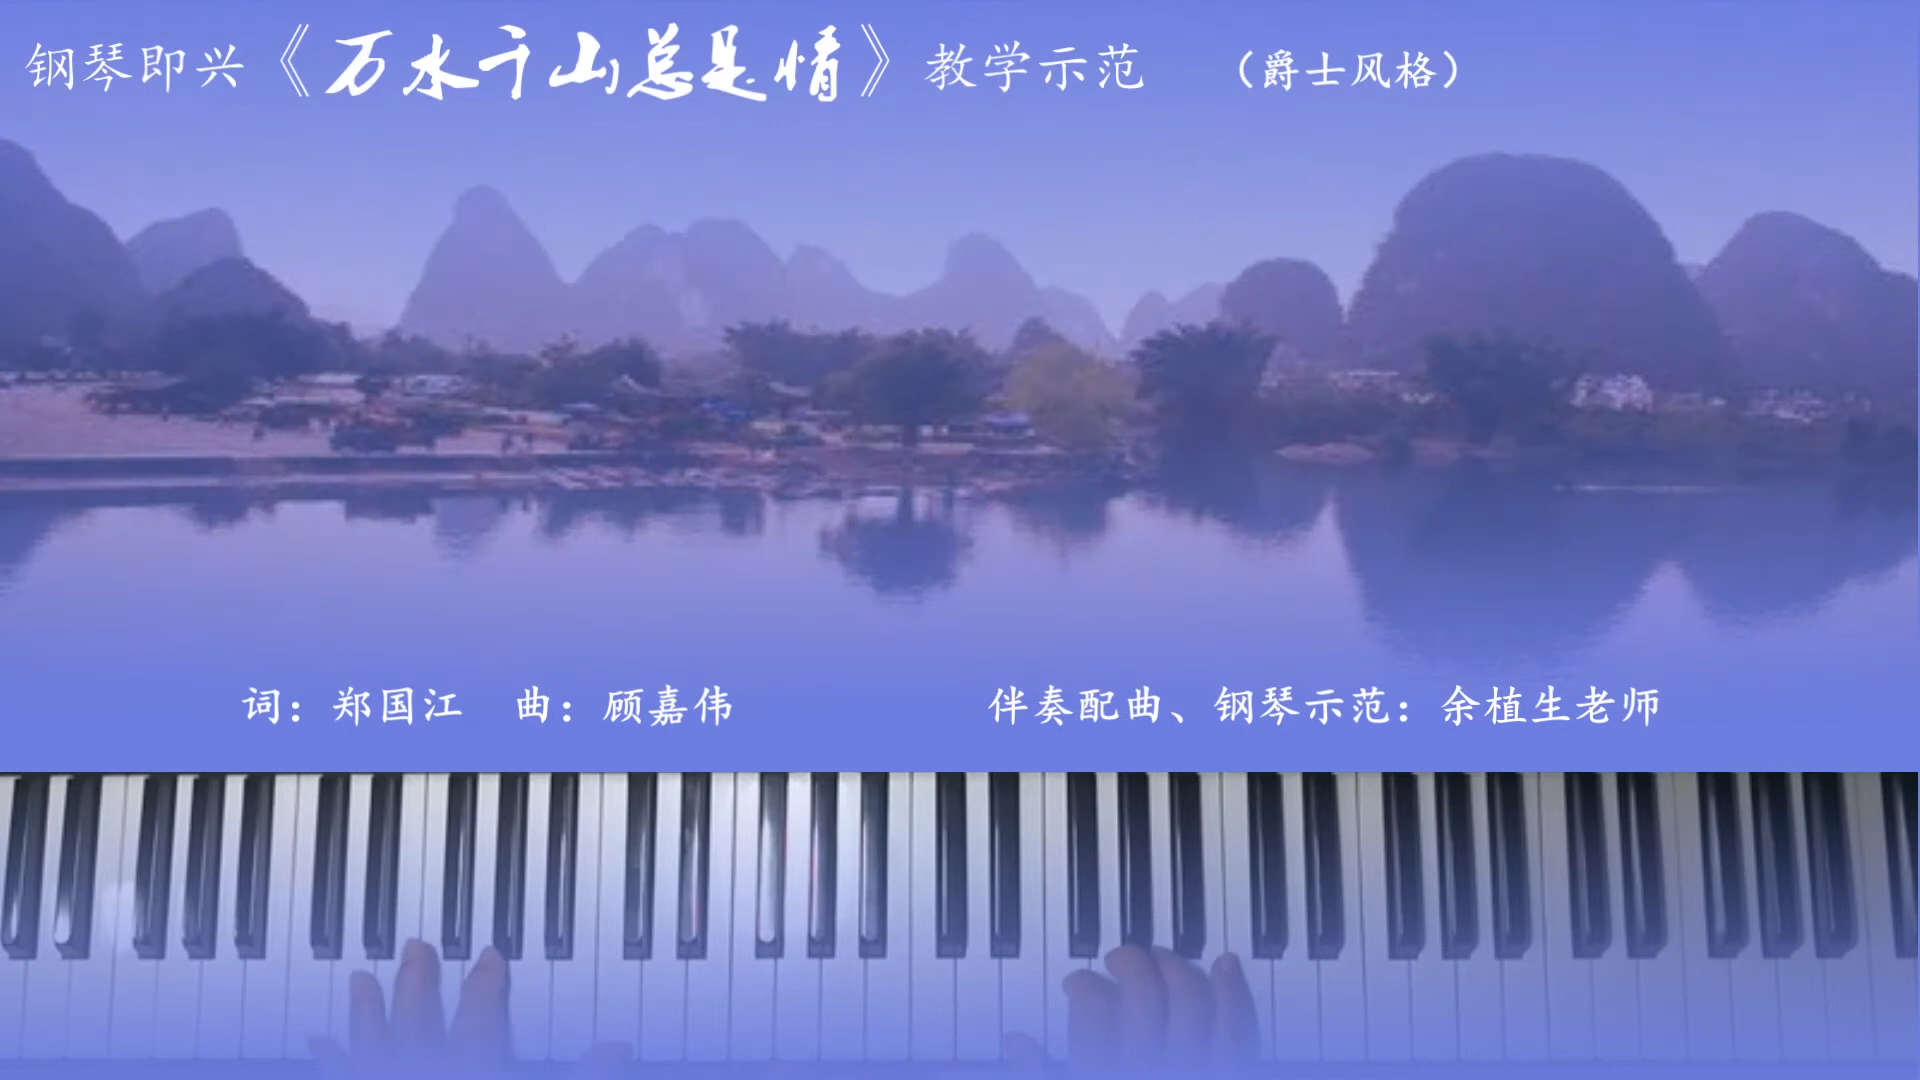 钢琴即兴《万水千山总是情》教学示范 （爵士风格）
词：郑国江 曲：顾嘉伟 伴奏配曲、钢琴示范：余植生老师